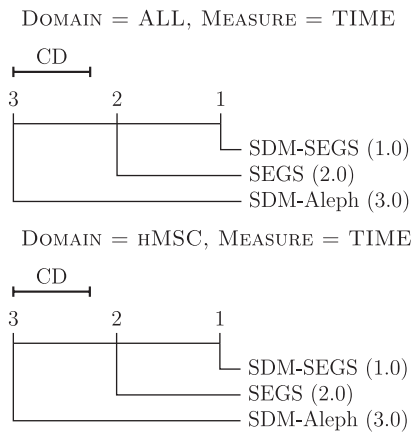 DOMAIN = ALL, MEASURE = TIME
CD
3 2 1
SDM-SEGS (1.0)
SEGS (2.0)
SDM-Aleph (3.0)
DOMAIN = HMSC, MEASURE = TIME
CD
3 2 1
SDM-SEGS (1.0)
SEGS (2.0)
SDM-Aleph (3.0)